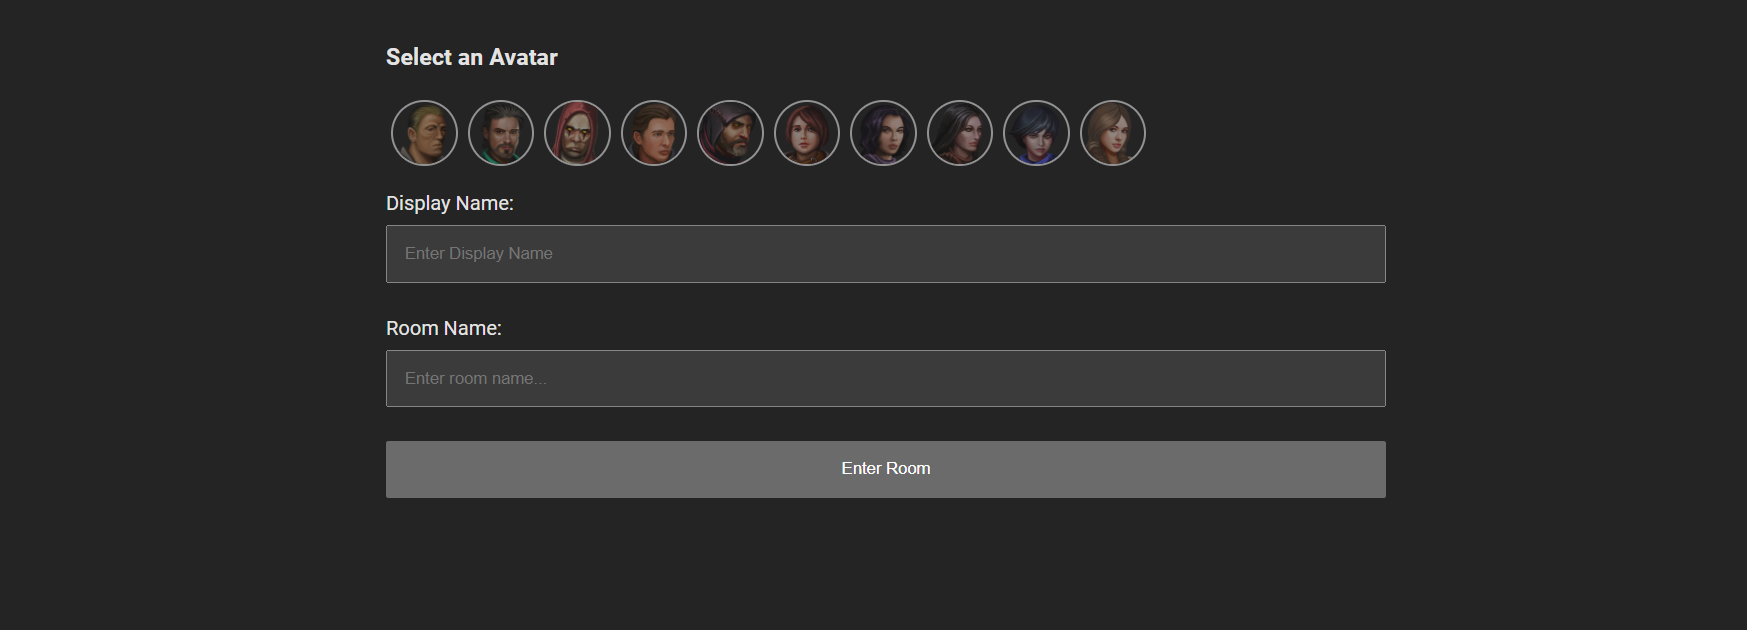 Select an Avatar
Display Name:
Enter Display Name
Room Name:
Enter room name...
Enter Room